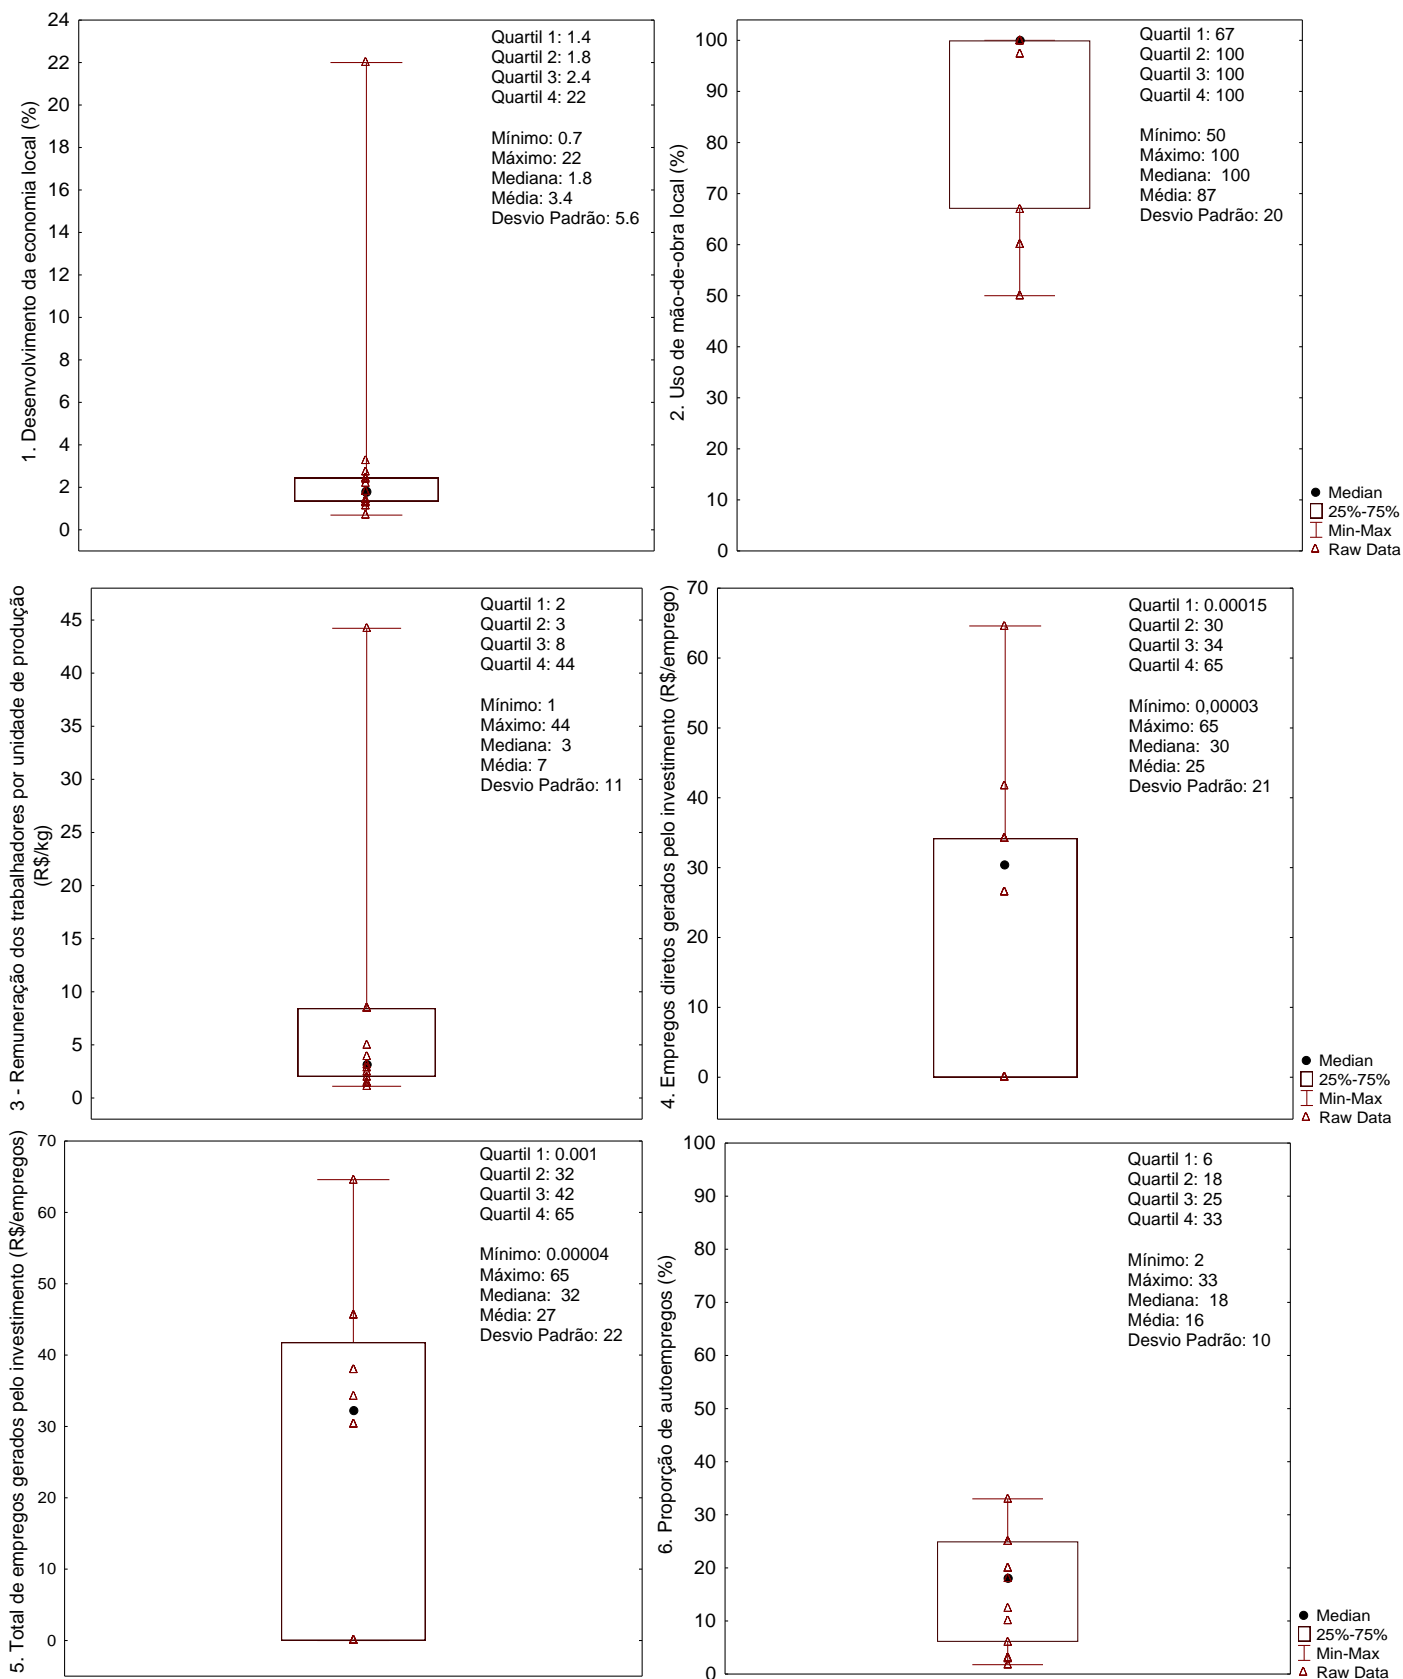 1. Desenvolvimento da economia local (%)
24
22
20
18
16
14
12
10
8
6
4
2
0
Quartil 1: 1.4
Quartil 2: 1.8
Quartil 3: 2.4
Quartil 4: 22
Mínimo: 0.7
Máximo: 22
Mediana: 1.8
Média: 3.4
Desvio Padrão: 5.6
2. Uso de mão-de-obra local (%)
100
90
80
70
60
50
40
30
20
10
0
Quartil 1: 67
Quartil 2: 100
Quartil 3: 100
Quartil 4: 100
Mínimo: 50
Máximo: 100
Mediana: 100
Média: 87
Desvio Padrão: 20
Median
25%-75%
Min-Max
Raw Data
3 - Remuneração dos trabalhadores por unidade de produção
(R$/kg)
45
40
35
30
25
20
15
10
5
0
Quartil 1: 2
Quartil 2: 3
Quartil 3: 8
Quartil 4: 44
Mínimo: 1
Máximo: 44
Mediana: 3
Média: 7
Desvio Padrão: 11
4. Empregos diretos gerados pelo investimento (R$/emprego)
70
60
50
40
30
20
10
0
Quartil 1: 0.00015
Quartil 2: 30
Quartil 3: 34
Quartil 4: 65
Mínimo: 0,00003
Máximo: 65
Mediana: 30
Média: 25
Desvio Padrão: 21
Median
25%-75%
Min-Max
Raw Data
5. Total de empregos gerados pelo investimento (R$/empregos)
70
60
50
40
30
20
10
0
Quartil 1: 0.001
Quartil 2: 32
Quartil 3: 42
Quartil 4: 65
Mínimo: 0.00004
Máximo: 65
Mediana: 32
Média: 27
Desvio Padrão: 22
6. Proporção de autoempregos (%)
100
90
80
70
60
50
40
30
20
10
0
Quartil 1: 6
Quartil 2: 18
Quartil 3: 25
Quartil 4: 33
Mínimo: 2
Máximo: 33
Mediana: 18
Média: 16
Desvio Padrão: 10
Median
25%-75%
Min-Max
Raw Data